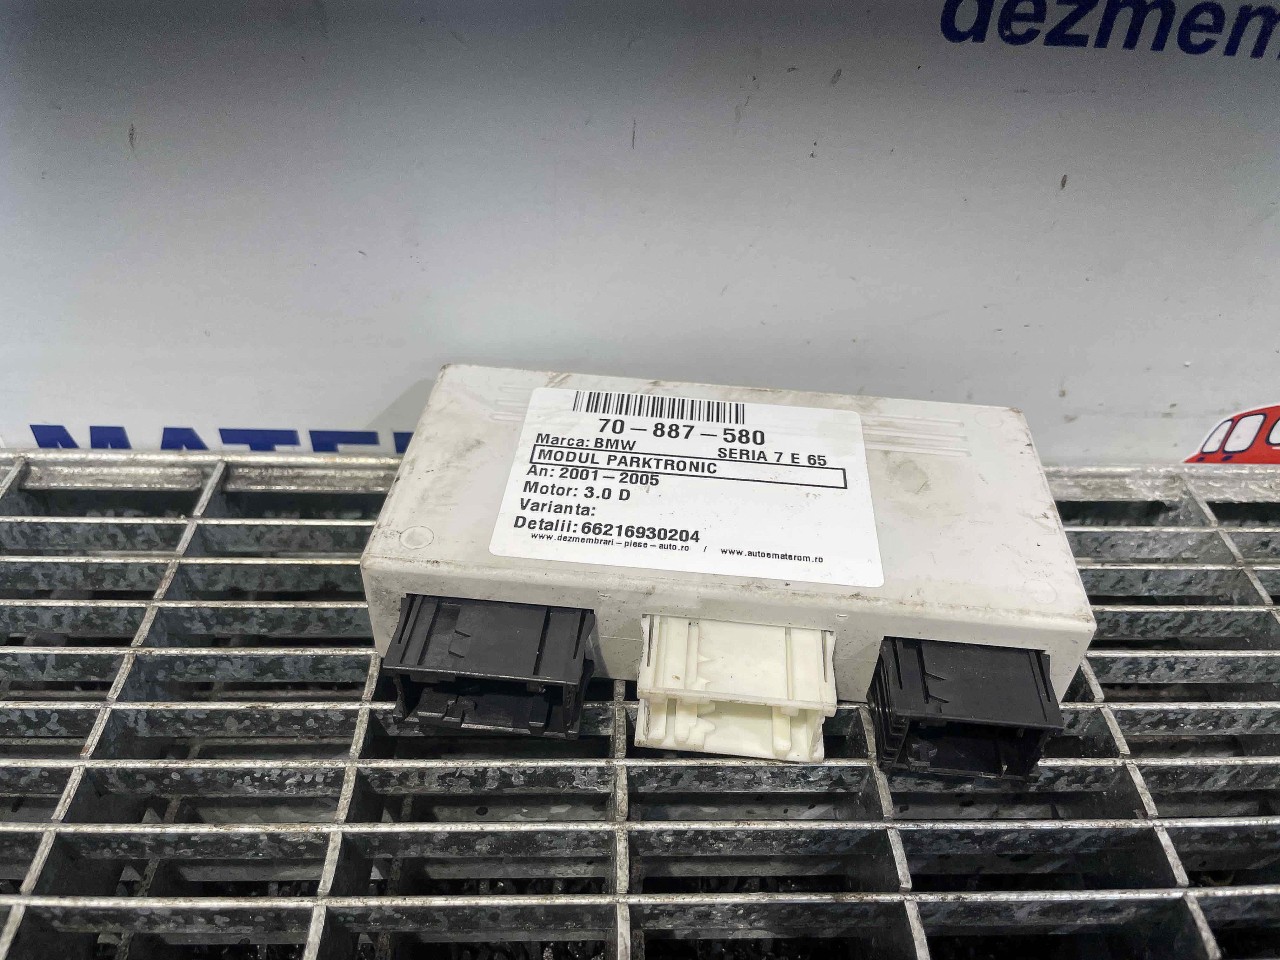 dezmem
MATE
70-887-580
Marca: BMW SERIA 7 E 65
MODUL PARKTRONIC
An: 2001-2005
Motor: 3.0 D
Varianta:
Detalii: 66216930204
www.dezmembrari-piese-auto.ro / www.automaterom.ro